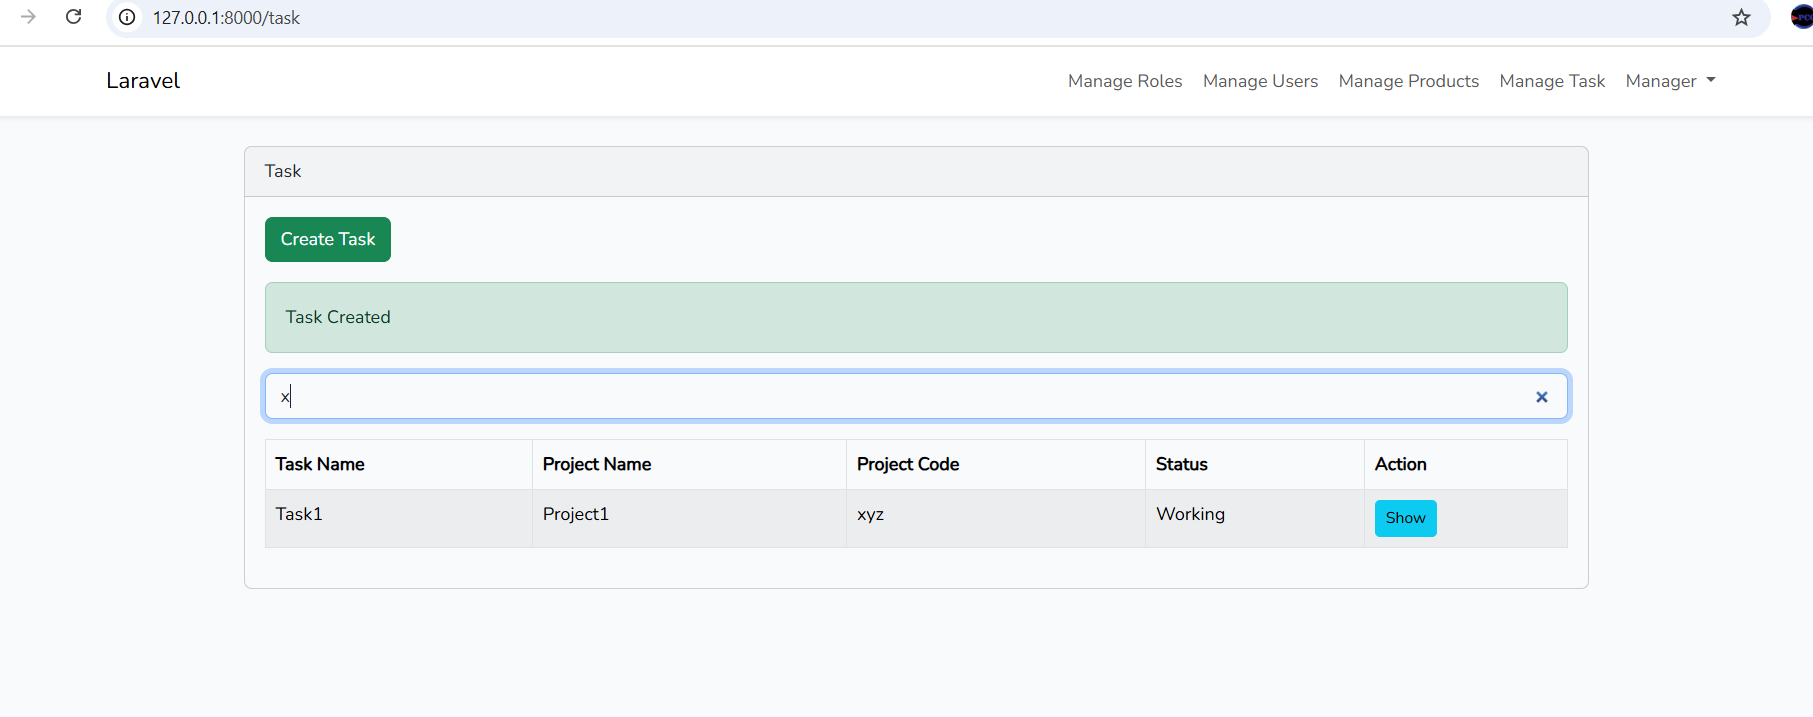 127.0.0.1:8000/task
Laravel Manage Roles Manage Users Manage Products Manage Task Manager
Task
Create Task
Task Created
x
Task Name Project Name Project Code Status Action
Task1 Project1 xyz Working Show